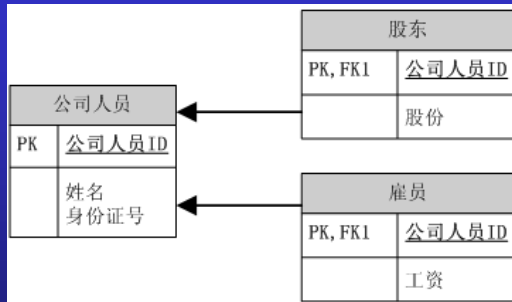 股东
PK,FK1 公司人员ID
股份
公司人员
PK 公司人员ID
姓名
身份证号
雇员
PK,FK1 公司人员ID
工资